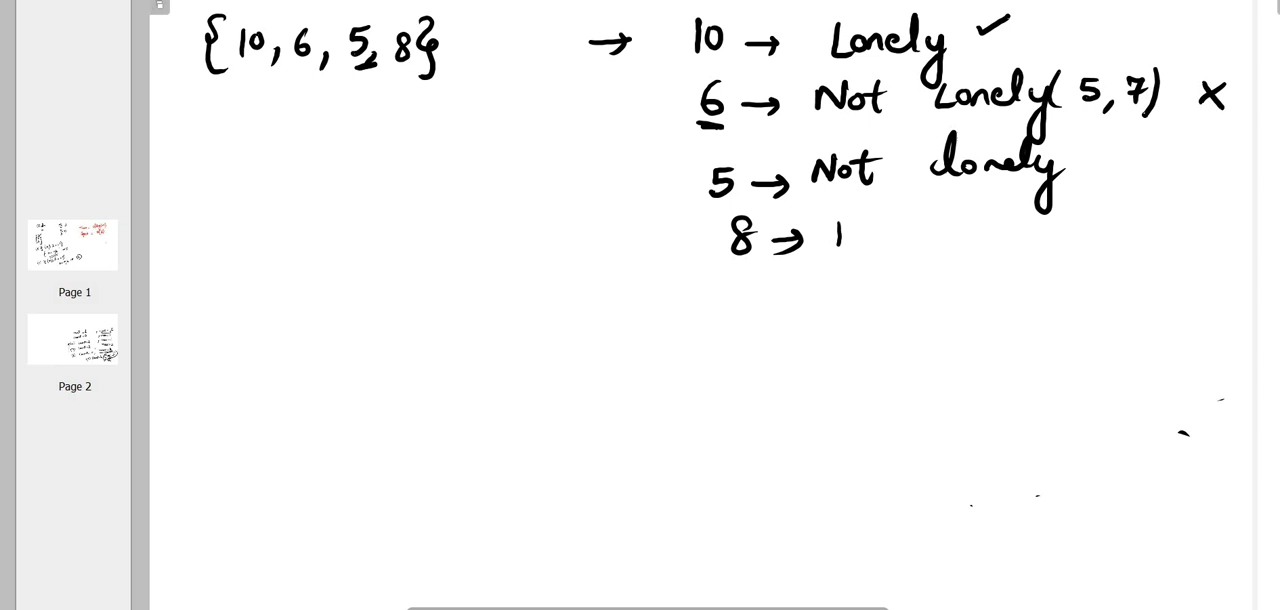 {10, 6, 5, 8} → 10 → Lonely ✓
6 → Not Lonely( 5, 7) ×
5 → Not lonely
8 →
Page 1
Page 2